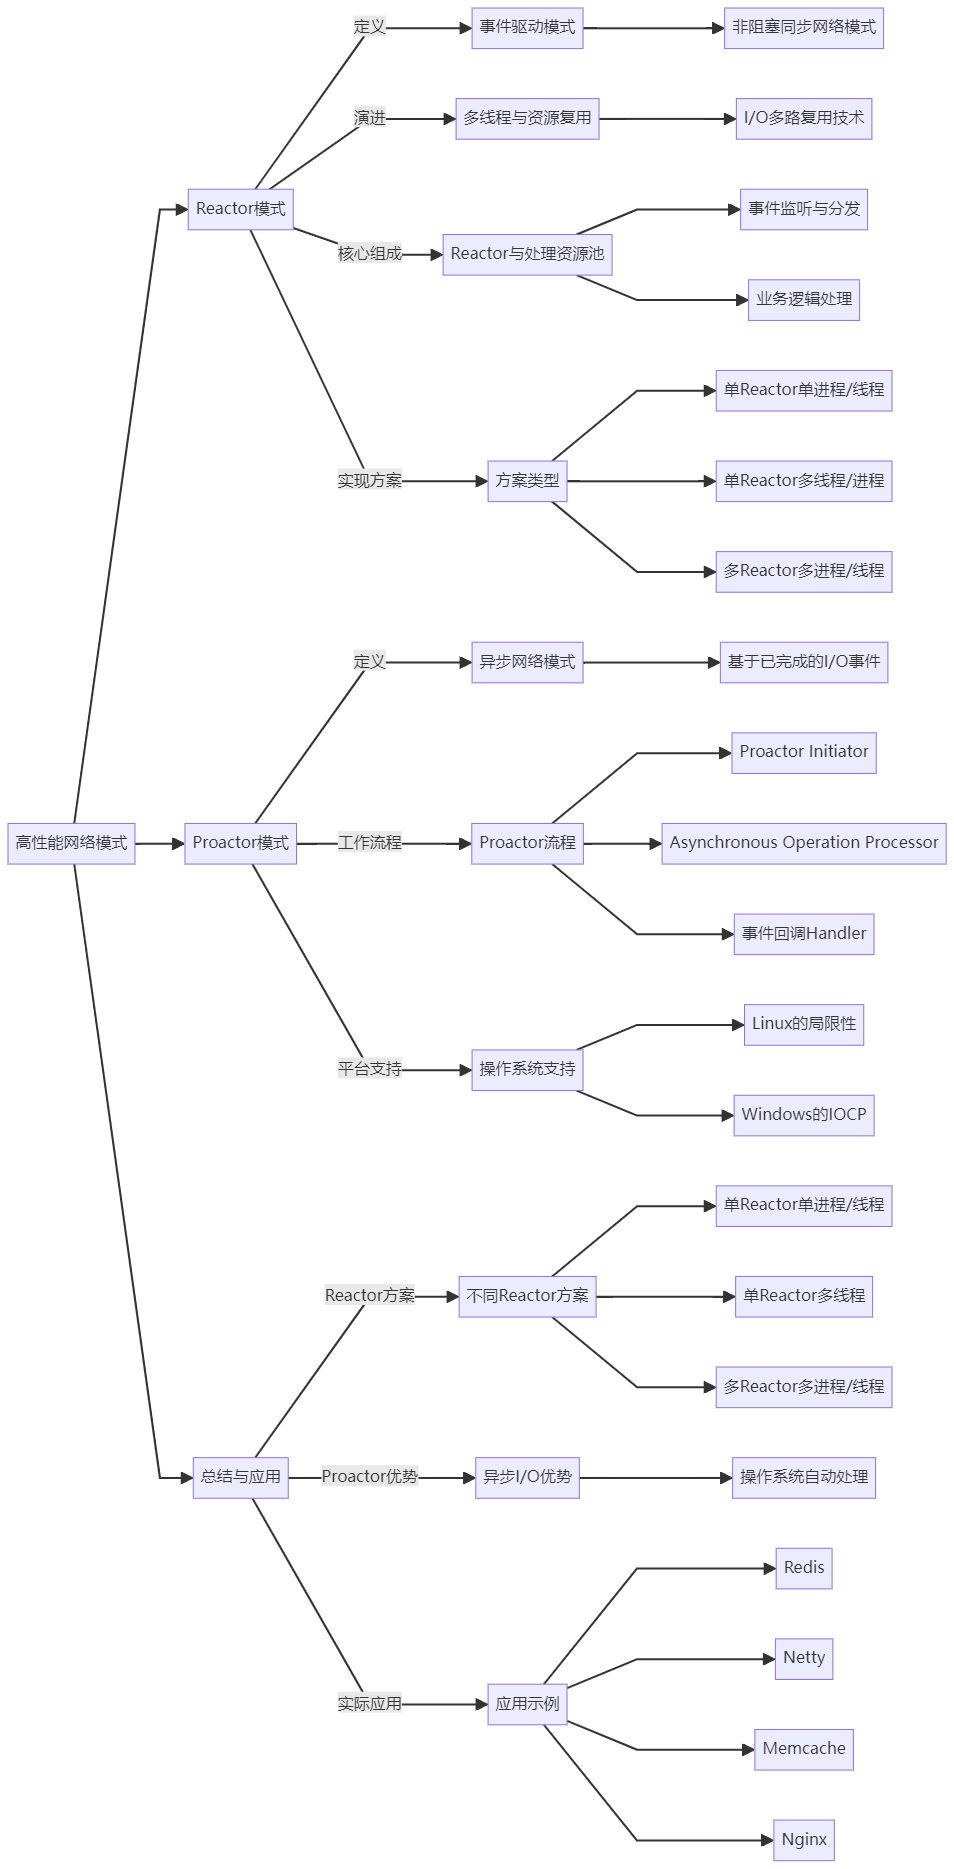 定义
事件驱动模式
非阻塞同步网络模式
演进
多线程与资源复用
I/O多路复用技术
Reactor模式
事件监听与分发
核心组成
Reactor与处理资源池
业务逻辑处理
单Reactor单进程/线程
实现方案
方案类型
单Reactor多线程/进程
多Reactor多进程/线程
定义
异步网络模式
基于已完成的I/O事件
Proactor Initiator
高性能网络模式
Proactor模式
工作流程
Proactor流程
Asynchronous Operation Processor
事件回调Handler
Linux的局限性
平台支持
操作系统支持
Windows的IOCP
单Reactor单进程/线程
Reactor方案
不同Reactor方案
单Reactor多线程
多Reactor多进程/线程
总结与应用
Proactor优势
异步I/O优势
操作系统自动处理
Redis
Netty
实际应用
应用示例
Memcache
Nginx